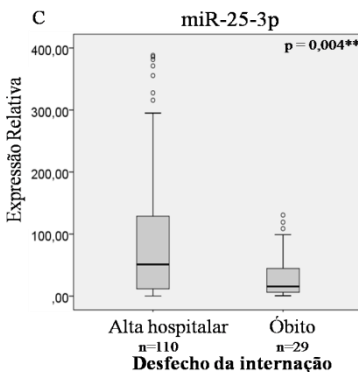 C
miR-25-3p
p = 0,004**
Expressão Relativa
400,00
300,00
200,00
100,00
,00
Alta hospitalar
n=110
Óbito
n=29
Desfecho da internação